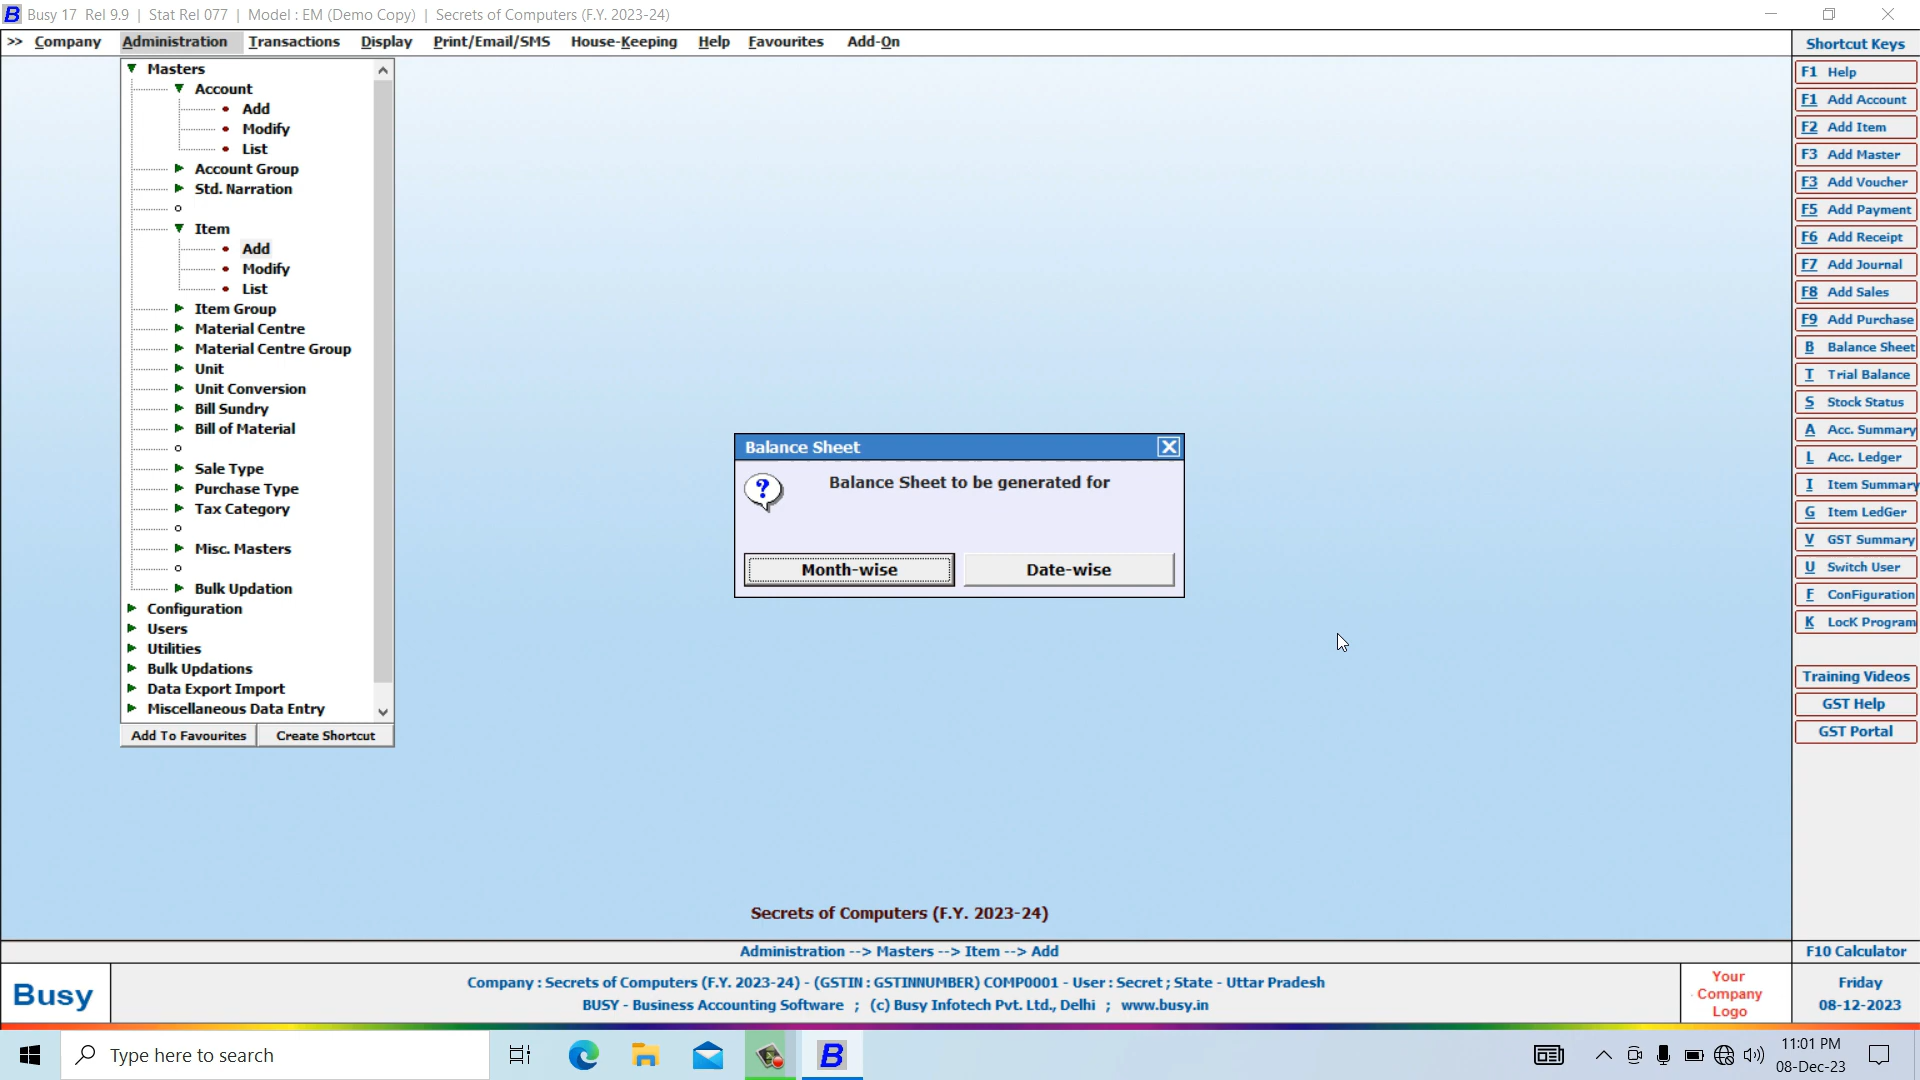 Busy 17 Rel 9.9 | Stat Rel 077 | Model : EM (Demo Copy) | Secrets of Computers (F.Y. 2023-24)
>> Company Administration Transactions Display Print/Email/SMS House-Keeping Help Favourites Add-On
Masters
Account
Add
Modify
List
Account Group
Std. Narration
Item
Add
Modify
List
Item Group
Material Centre
Material Centre Group
Unit
Unit Conversion
Bill Sundry
Bill of Material
Sale Type
Purchase Type
Tax Category
Misc. Masters
Bulk Updation
Configuration
Users
Utilities
Bulk Updations
Data Export Import
Miscellaneous Data Entry
Add To Favourites Create Shortcut
Balance Sheet
Balance Sheet to be generated for
Month-wise Date-wise
Shortcut Keys
F1 Help
F1 Add Account
F2 Add Item
F3 Add Master
F3 Add Voucher
F5 Add Payment
F6 Add Receipt
F7 Add Journal
F8 Add Sales
F9 Add Purchase
B Balance Sheet
T Trial Balance
S Stock Status
A Acc. Summary
L Acc. Ledger
I Item Summary
G Item LedGer
V GST Summary
U Switch User
F ConFiguration
K LocK Program
Training Videos
GST Help
GST Portal
Secrets of Computers (F.Y. 2023-24)
Administration --> Masters --> Item --> Add
F10 Calculator
Busy
Company : Secrets of Computers (F.Y. 2023-24) - (GSTIN : GSTINNUMBER) COMP0001 - User : Secret ; State - Uttar Pradesh
BUSY - Business Accounting Software ; (c) Busy Infotech Pvt. Ltd., Delhi ; www.busy.in
Your
Company
Logo
Friday
08-12-2023
Type here to search
11:01 PM
08-Dec-23